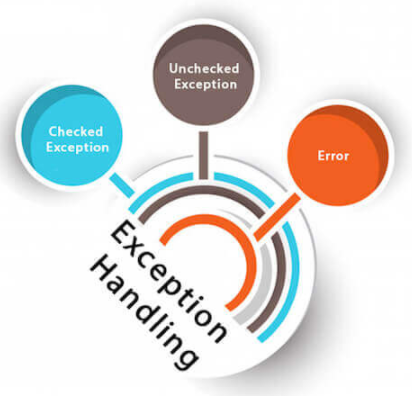 Unchecked
Exception
Checked
Exception
Error
Exception
Handling